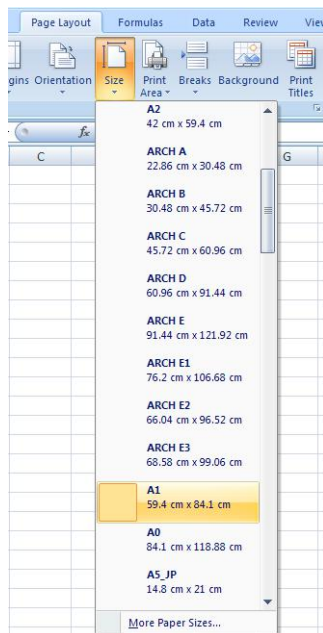 Page Layout Formulas Data Review
gins Orientation Size Print Area Breaks Background Print Titles
fx
C G
A2
42 cm x 59.4 cm
ARCH A
22.86 cm x 30.48 cm
ARCH B
30.48 cm x 45.72 cm
ARCH C
45.72 cm x 60.96 cm
ARCH D
60.96 cm x 91.44 cm
ARCH E
91.44 cm x 121.92 cm
ARCH E1
76.2 cm x 106.68 cm
ARCH E2
66.04 cm x 96.52 cm
ARCH E3
68.58 cm x 99.06 cm
A1
59.4 cm x 84.1 cm
A0
84.1 cm x 118.88 cm
A5_JP
14.8 cm x 21 cm
More Paper Sizes...